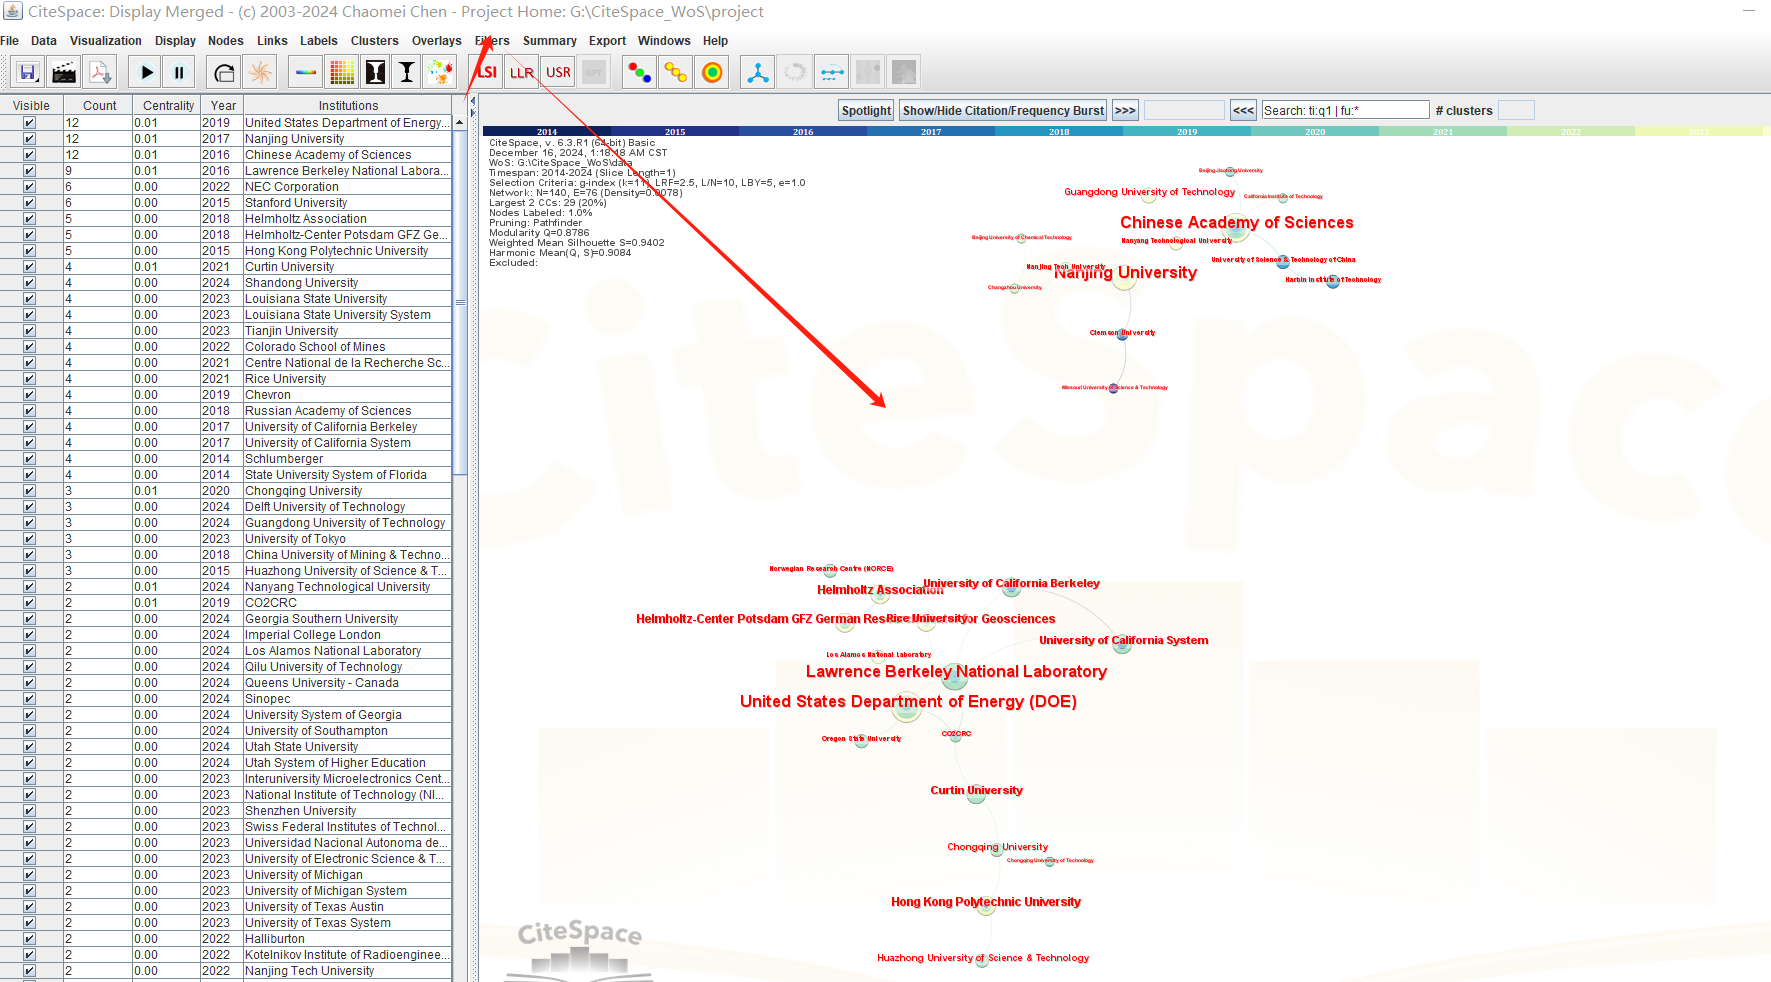 CiteSpace: Display Merged - (c) 2003-2024 Chaomei Chen - Project Home: G:\CiteSpace_WoS\project
File Data Visualization Display Nodes Links Labels Clusters Overlays Filters Summary Export Windows Help
LSI LLR USR GPT
Visible Count Centrality Year Institutions
12 0.01 2019 United States Department of Energy...
12 0.01 2017 Nanjing University
12 0.01 2016 Chinese Academy of Sciences
9 0.01 2016 Lawrence Berkeley National Labora...
6 0.00 2022 NEC Corporation
6 0.00 2015 Stanford University
5 0.00 2018 Helmholtz Association
5 0.00 2018 Helmholtz-Center Potsdam GFZ Ge...
5 0.00 2015 Hong Kong Polytechnic University
4 0.01 2021 Curtin University
4 0.00 2024 Shandong University
4 0.00 2023 Louisiana State University
4 0.00 2023 Louisiana State University System
4 0.00 2023 Tianjin University
4 0.00 2022 Colorado School of Mines
4 0.00 2021 Centre National de la Recherche Sc...
4 0.00 2021 Rice University
4 0.00 2019 Chevron
4 0.00 2018 Russian Academy of Sciences
4 0.00 2017 University of California Berkeley
4 0.00 2017 University of California System
4 0.00 2014 Schlumberger
4 0.00 2014 State University System of Florida
3 0.01 2020 Chongqing University
3 0.00 2024 Delft University of Technology
3 0.00 2024 Guangdong University of Technology
3 0.00 2023 University of Tokyo
3 0.00 2018 China University of Mining & Techno...
3 0.00 2015 Huazhong University of Science & T...
2 0.01 2024 Nanyang Technological University
2 0.01 2019 CO2CRC
2 0.00 2024 Georgia Southern University
2 0.00 2024 Imperial College London
2 0.00 2024 Los Alamos National Laboratory
2 0.00 2024 Qilu University of Technology
2 0.00 2024 Queens University - Canada
2 0.00 2024 Sinopec
2 0.00 2024 University System of Georgia
2 0.00 2024 University of Southampton
2 0.00 2024 Utah State University
2 0.00 2024 Utah System of Higher Education
2 0.00 2023 Interuniversity Microelectronics Cent...
2 0.00 2023 National Institute of Technology (NI...
2 0.00 2023 Shenzhen University
2 0.00 2023 Swiss Federal Institutes of Technol...
2 0.00 2023 Universidad Nacional Autonoma de...
2 0.00 2023 University of Electronic Science & T...
2 0.00 2023 University of Michigan
2 0.00 2023 University of Michigan System
2 0.00 2023 University of Texas Austin
2 0.00 2023 University of Texas System
2 0.00 2022 Halliburton
2 0.00 2022 Kotelnikov Institute of Radioenginee...
2 0.00 2022 Nanjing Tech University
Spotlight Show/Hide Citation/Frequency Burst >>> <<< Search: ti:q1 | fu:* # clusters
2014 2015 2016 2017 2018 2019 2020 2021 2022 2023
CiteSpace, v. 6.3.R1 (64-bit) Basic
December 16, 2024, 1:18:18 AM CST
WoS: G:\CiteSpace_WoS\data
Timespan: 2014-2024 (Slice Length=1)
Selection Criteria: g-index (k=11), LRF=2.5, L/N=10, LBY=5, e=1.0
Network: N=140, E=76 (Density=0.0078)
Largest 2 CCs: 29 (20%)
Nodes Labeled: 1.0%
Pruning: Pathfinder
Modularity Q=0.8786
Weighted Mean Silhouette S=0.9402
Harmonic Mean(Q, S)=0.9084
Excluded:
Beijing Jiaotong University
Guangdong University of Technology
California Institute of Technology
Chinese Academy of Sciences
Beijing University of Chemical Technology
Nanyang Technological University
University of Science & Technology of China
Nanjing Tech University
Nanjing University
Harbin Institute of Technology
Changzhou University
Clemson University
Missouri University of Science & Technology
Norwegian Research Centre (NORCE)
University of California Berkeley
Helmholtz Association
Helmholtz-Center Potsdam GFZ German Research Center for Geosciences
Rice University
University of California System
Los Alamos National Laboratory
Lawrence Berkeley National Laboratory
United States Department of Energy (DOE)
CO2CRC
Oregon State University
Curtin University
Chongqing University
Chongqing University of Technology
Hong Kong Polytechnic University
Huazhong University of Science & Technology
CiteSpace
CiteSpace